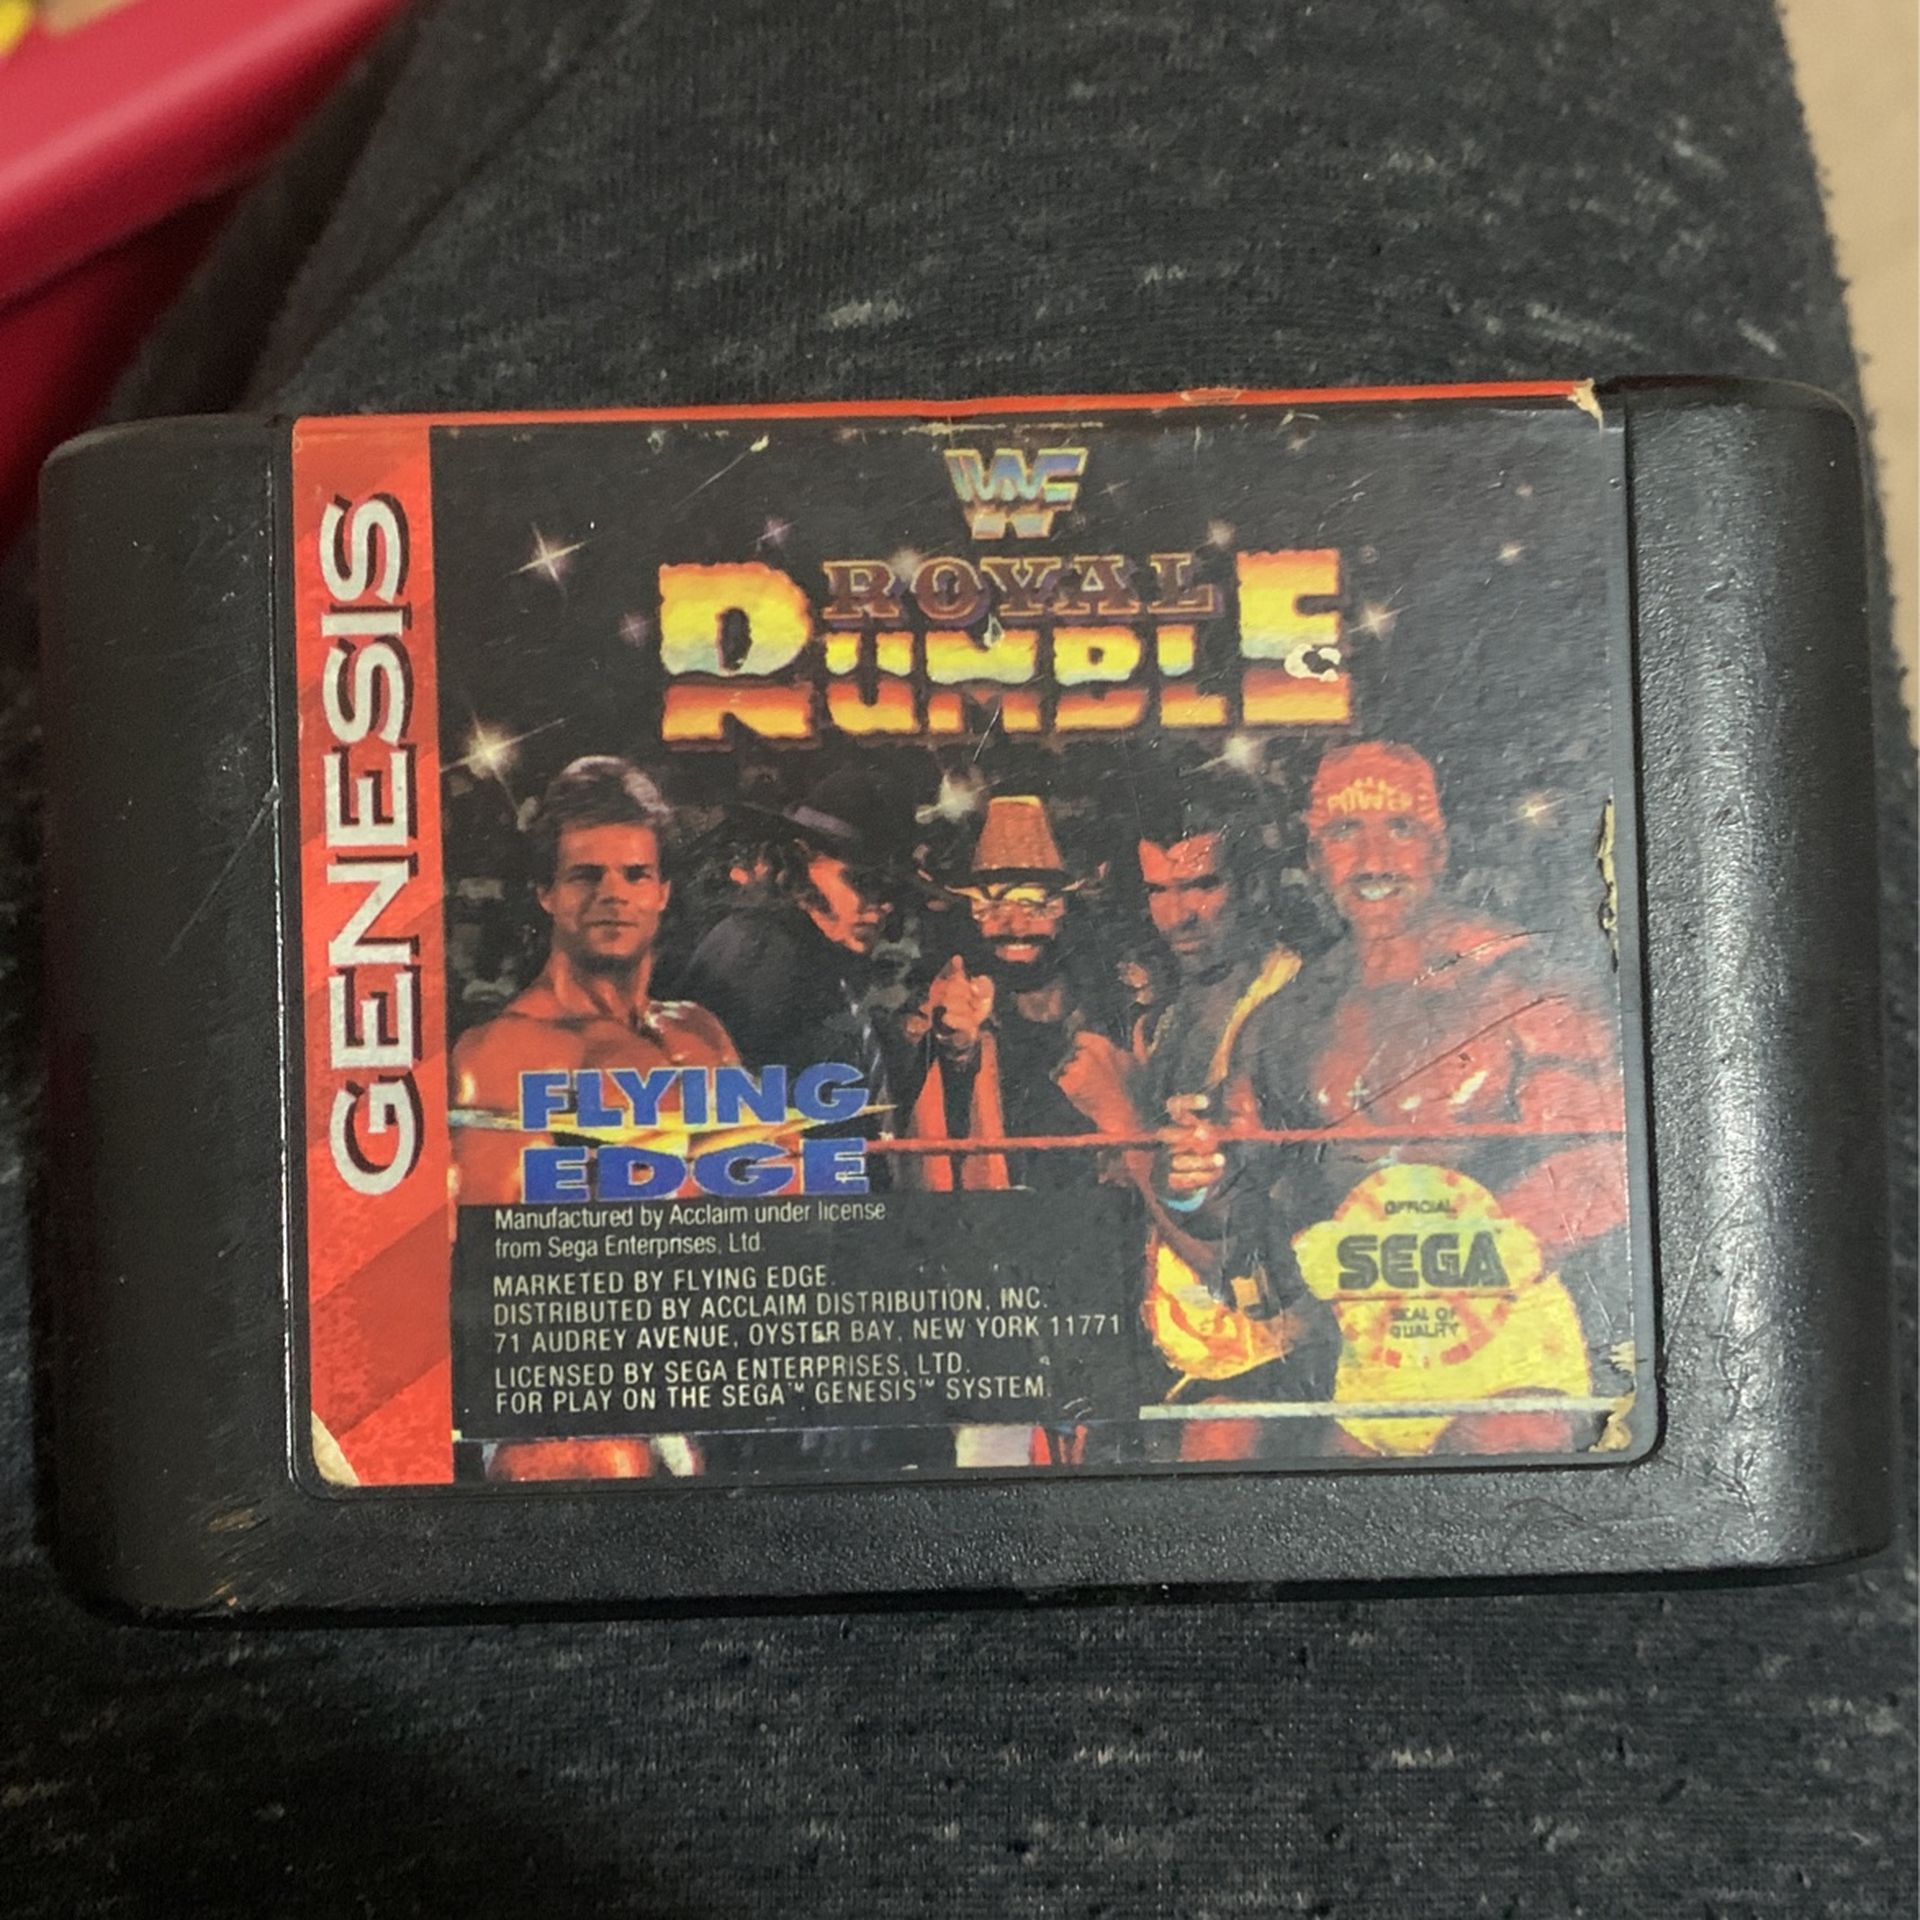 GENESIS
WF
ROYAL
RUMBLE
POWER
FLYING
EDGE
Manufactured by Acclaim under license
from Sega Enterprises, Ltd.
MARKETED BY FLYING EDGE.
DISTRIBUTED BY ACCLAIM DISTRIBUTION, INC.
71 AUDREY AVENUE, OYSTER BAY, NEW YORK 11771
LICENSED BY SEGA ENTERPRISES, LTD.
FOR PLAY ON THE SEGA™ GENESIS™ SYSTEM.
OFFICIAL
SEGA™
SEAL OF
QUALITY